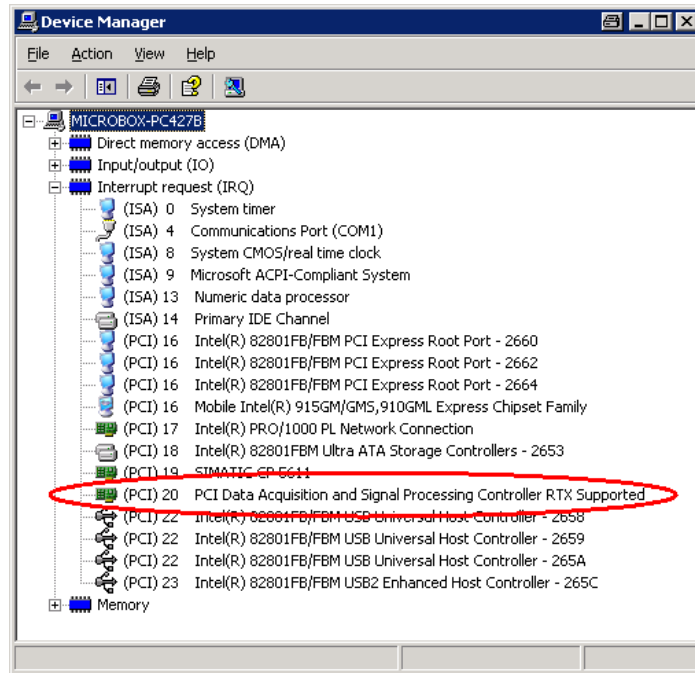 Device Manager
File Action View Help
MICROBOX-PC427B
Direct memory access (DMA)
Input/output (IO)
Interrupt request (IRQ)
(ISA) 0 System timer
(ISA) 4 Communications Port (COM1)
(ISA) 8 System CMOS/real time clock
(ISA) 9 Microsoft ACPI-Compliant System
(ISA) 13 Numeric data processor
(ISA) 14 Primary IDE Channel
(PCI) 16 Intel(R) 82801FB/FBM PCI Express Root Port - 2660
(PCI) 16 Intel(R) 82801FB/FBM PCI Express Root Port - 2662
(PCI) 16 Intel(R) 82801FB/FBM PCI Express Root Port - 2664
(PCI) 16 Mobile Intel(R) 915GM/GMS,910GML Express Chipset Family
(PCI) 17 Intel(R) PRO/1000 PL Network Connection
(PCI) 18 Intel(R) 82801FBM Ultra ATA Storage Controllers - 2653
(PCI) 19 SIMATIC CP 5611
(PCI) 20 PCI Data Acquisition and Signal Processing Controller RTX Supported
(PCI) 22 Intel(R) 82801FB/FBM USB Universal Host Controller - 2658
(PCI) 22 Intel(R) 82801FB/FBM USB Universal Host Controller - 2659
(PCI) 22 Intel(R) 82801FB/FBM USB Universal Host Controller - 265A
(PCI) 23 Intel(R) 82801FB/FBM USB2 Enhanced Host Controller - 265C
Memory